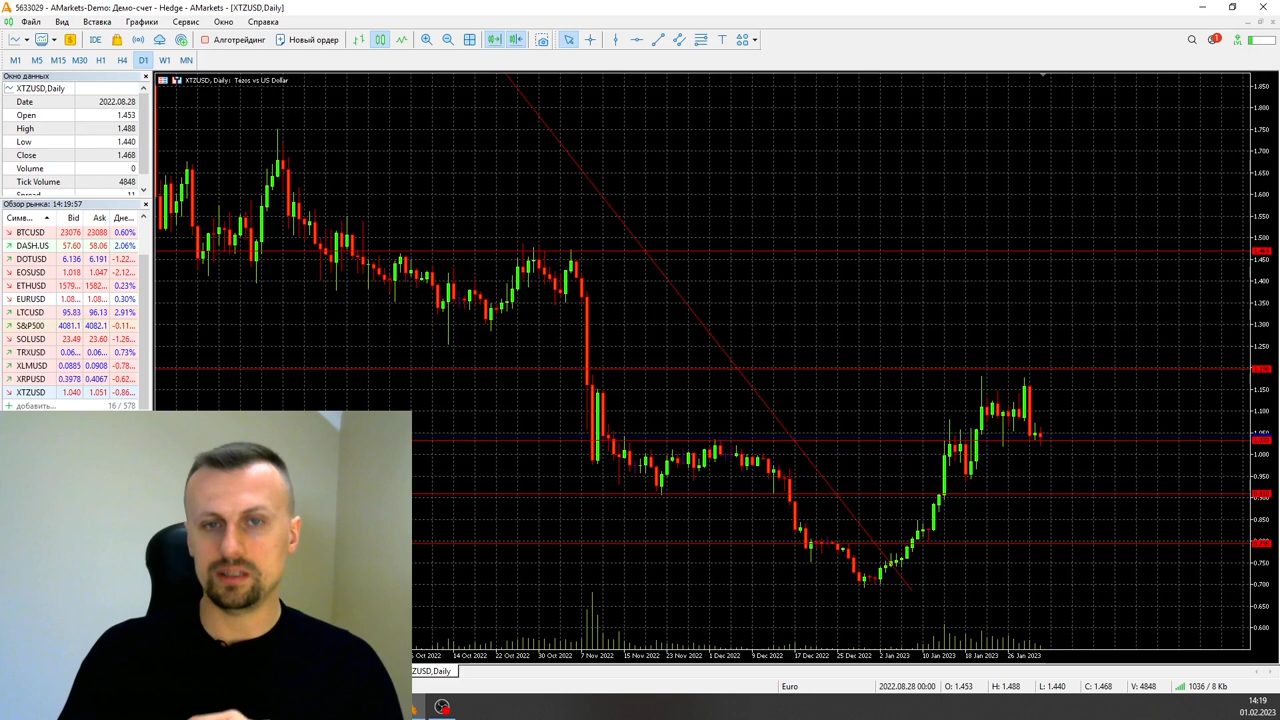 5633029 - AMarkets-Demo: Демо-счет - Hedge - AMarkets - [XTZUSD,Daily]
Файл Вид Вставка Графики Сервис Окно Справка
IDE Алготрейдинг Новый ордер
M1 M5 M15 M30 H1 H4 D1 W1 MN
Окно данных
XTZUSD,Daily
Date 2022.08.28
Open 1.453
High 1.488
Low 1.440
Close 1.468
Volume 0
Tick Volume 4848
Spread 11
Обзор рынка: 14:19:57
Симв... Bid Ask Дне...
BTCUSD 23076 23088 0.60%
DASH.US 57.60 58.06 2.06%
DOTUSD 6.136 6.191 -1.22...
EOSUSD 1.018 1.047 -2.12...
ETHUSD 1579... 1582... 0.23%
EURUSD 1.08... 1.08... 0.30%
LTCUSD 95.83 96.13 2.91%
S&P500 4081.1 4082.1 -0.11...
SOLUSD 23.49 23.60 -1.26...
TRXUSD 0.06... 0.06... 0.73%
XLMUSD 0.0885 0.0908 -0.78...
XRPUSD 0.3978 0.4067 -0.62...
XTZUSD 1.040 1.051 -0.86...
добавить... 16 / 578
XTZUSD, Daily: Tezos vs US Dollar
1.850
1.800
1.750
1.700
1.650
1.600
1.550
1.500
1.450
1.400
1.350
1.300
1.250
1.150
1.100
1.000
0.950
0.850
0.750
0.700
0.650
0.600
Oct 2022 14 Oct 2022 22 Oct 2022 30 Oct 2022 7 Nov 2022 15 Nov 2022 23 Nov 2022 1 Dec 2022 9 Dec 2022 17 Dec 2022 25 Dec 2022 2 Jan 2023 10 Jan 2023 18 Jan 2023 26 Jan 2023
ZUSD,Daily
Euro 2022.08.28 00:00 O: 1.453 H: 1.488 L: 1.440 C: 1.468 V: 4848 1036 / 8 Kb
14:19
01.02.2023